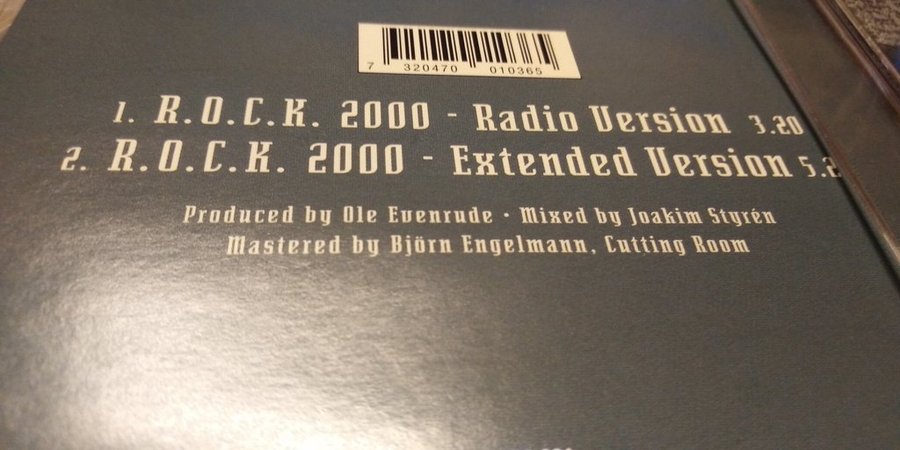 7 320470 010365
1. R.O.C.K. 2000 - Radio Version 3.20
2. R.O.C.K. 2000 - Extended Version
Produced by Ole Evenrude • Mixed by Joakim Styrén
Mastered by Björn Engelmann, Cutting Room